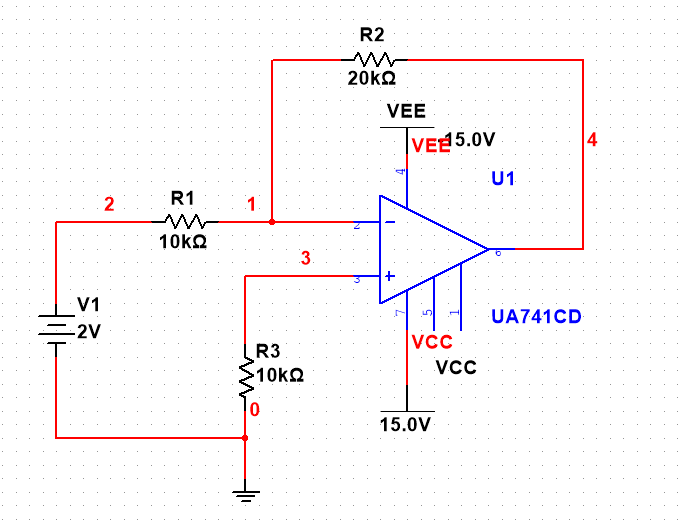 R2
20kΩ
VEE
VEE
-15.0V
4
4
U1
R1
2
1
10kΩ
2
6
3
3
V1
2V
7
5
1
UA741CD
VCC
R3
10kΩ
VCC
0
15.0V